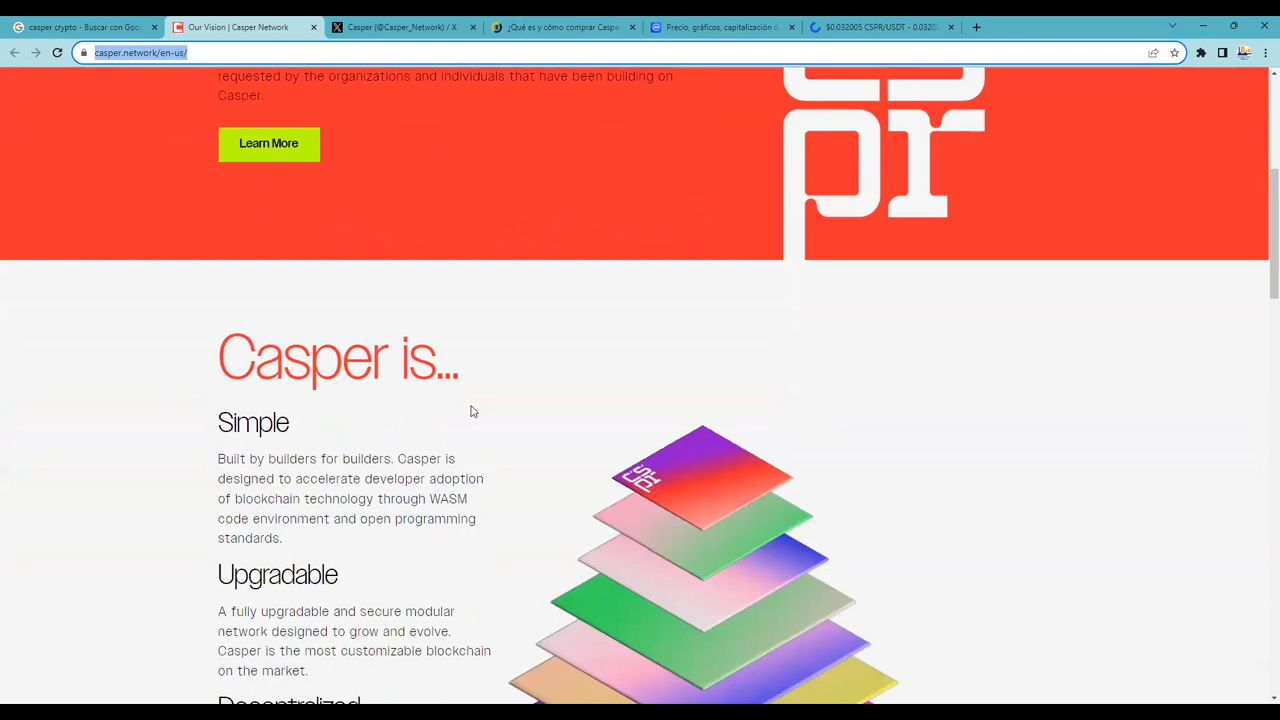 casper crypto - Buscar con Goo
Our Vision | Casper Network
Casper (@Casper_Network) / X
¿Qué es y cómo comprar Caspe
Precio, gráficos, capitalización d
$0.032005 CSPR/USDT - 0.0320
casper.network/en-us/
requested by the organizations and individuals that have been building on
Casper.
Learn More
pr
Casper is...
Simple
Built by builders for builders. Casper is
designed to accelerate developer adoption
of blockchain technology through WASM
code environment and open programming
standards.
Upgradable
A fully upgradable and secure modular
network designed to grow and evolve.
Casper is the most customizable blockchain
on the market.
Decentralized